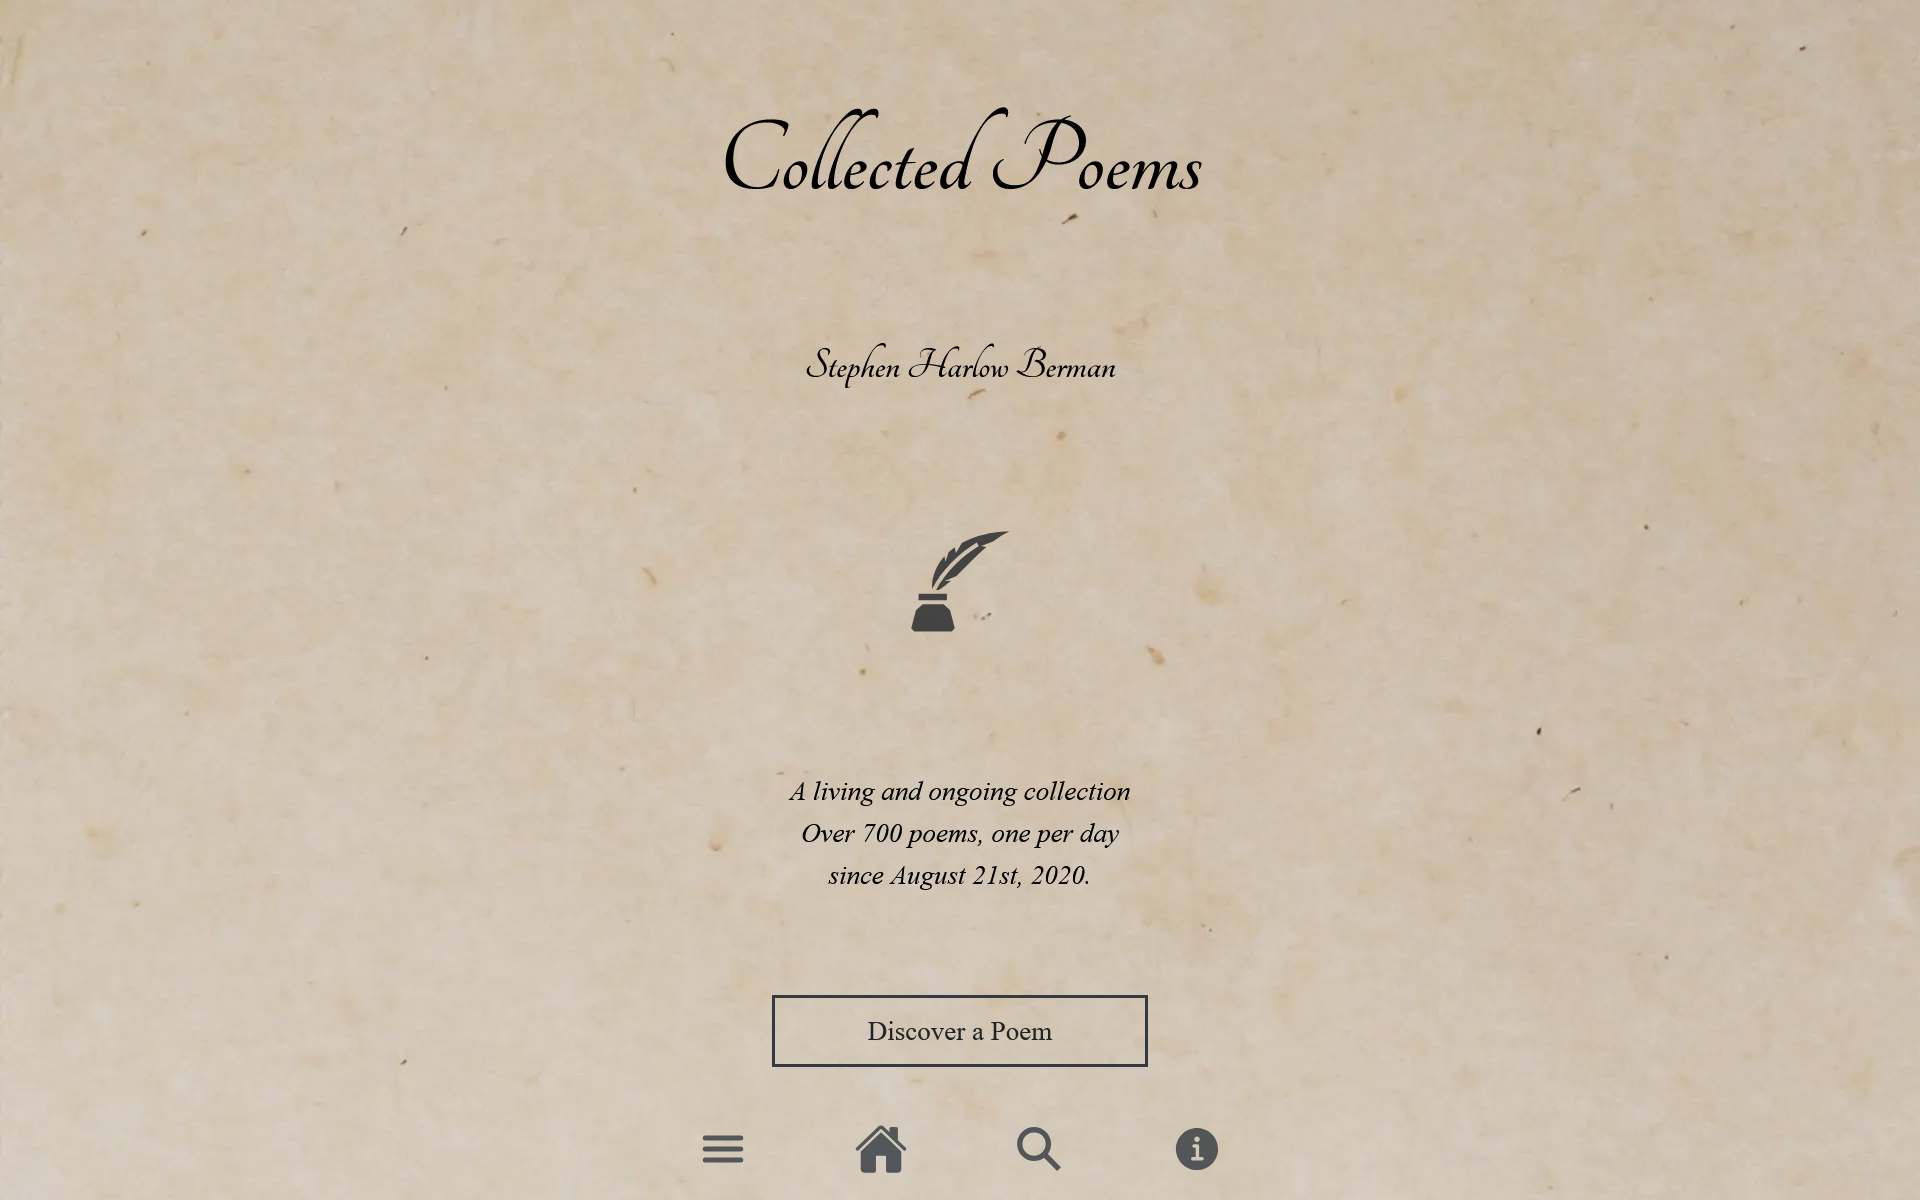 Collected Poems
Stephen Harlow Berman
A living and ongoing collection
Over 700 poems, one per day
since August 21st, 2020.
Discover a Poem